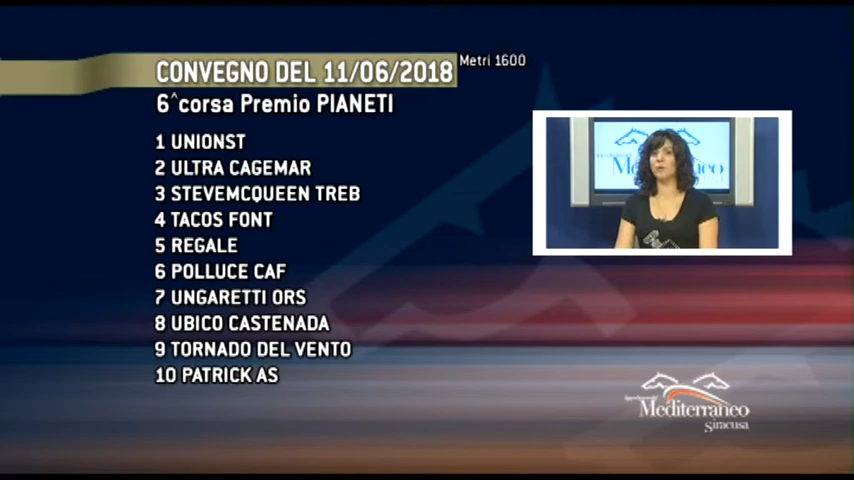 CONVEGNO DEL 11/06/2018
Metri 1600
6^corsa Premio PIANETI
1 UNIONST
2 ULTRA CAGEMAR
3 STEVEMCQUEEN TREB
4 TACOS FONT
5 REGALE
6 POLLUCE CAF
7 UNGARETTI ORS
8 UBICO CASTENADA
9 TORNADO DEL VENTO
10 PATRICK AS
Mediterraneo
Mediterraneo
Siracusa